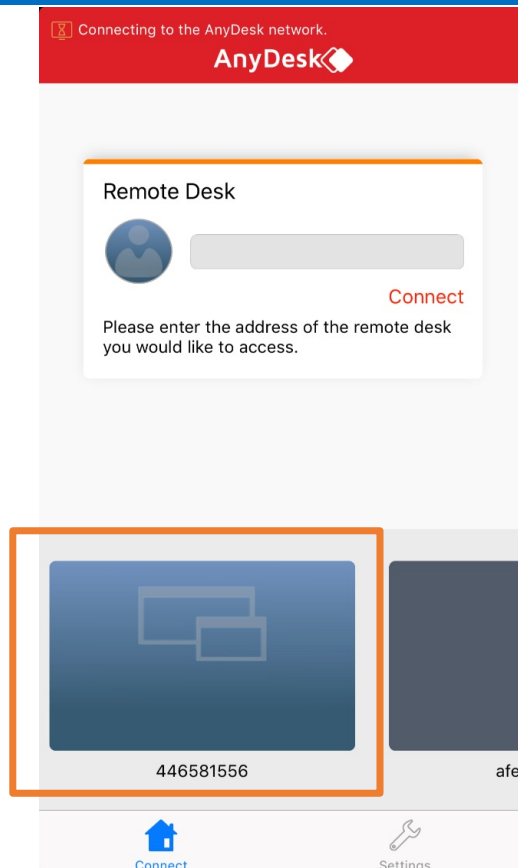 Connecting to the AnyDesk network.
AnyDesk
Remote Desk
Connect
Please enter the address of the remote desk
you would like to access.
446581556
afe
Connect
Settings